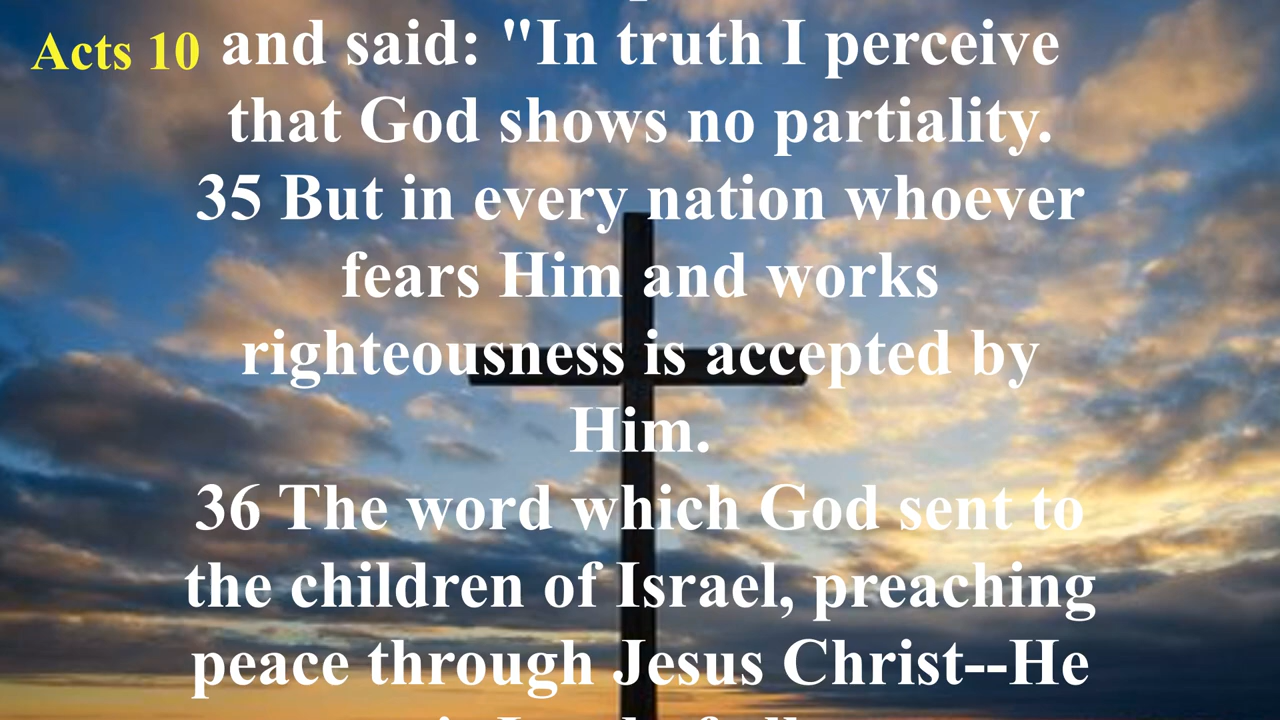 Acts 10
and said: "In truth I perceive
that God shows no partiality.
35 But in every nation whoever
fears Him and works
righteousness is accepted by
Him.
36 The word which God sent to
the children of Israel, preaching
peace through Jesus Christ--He